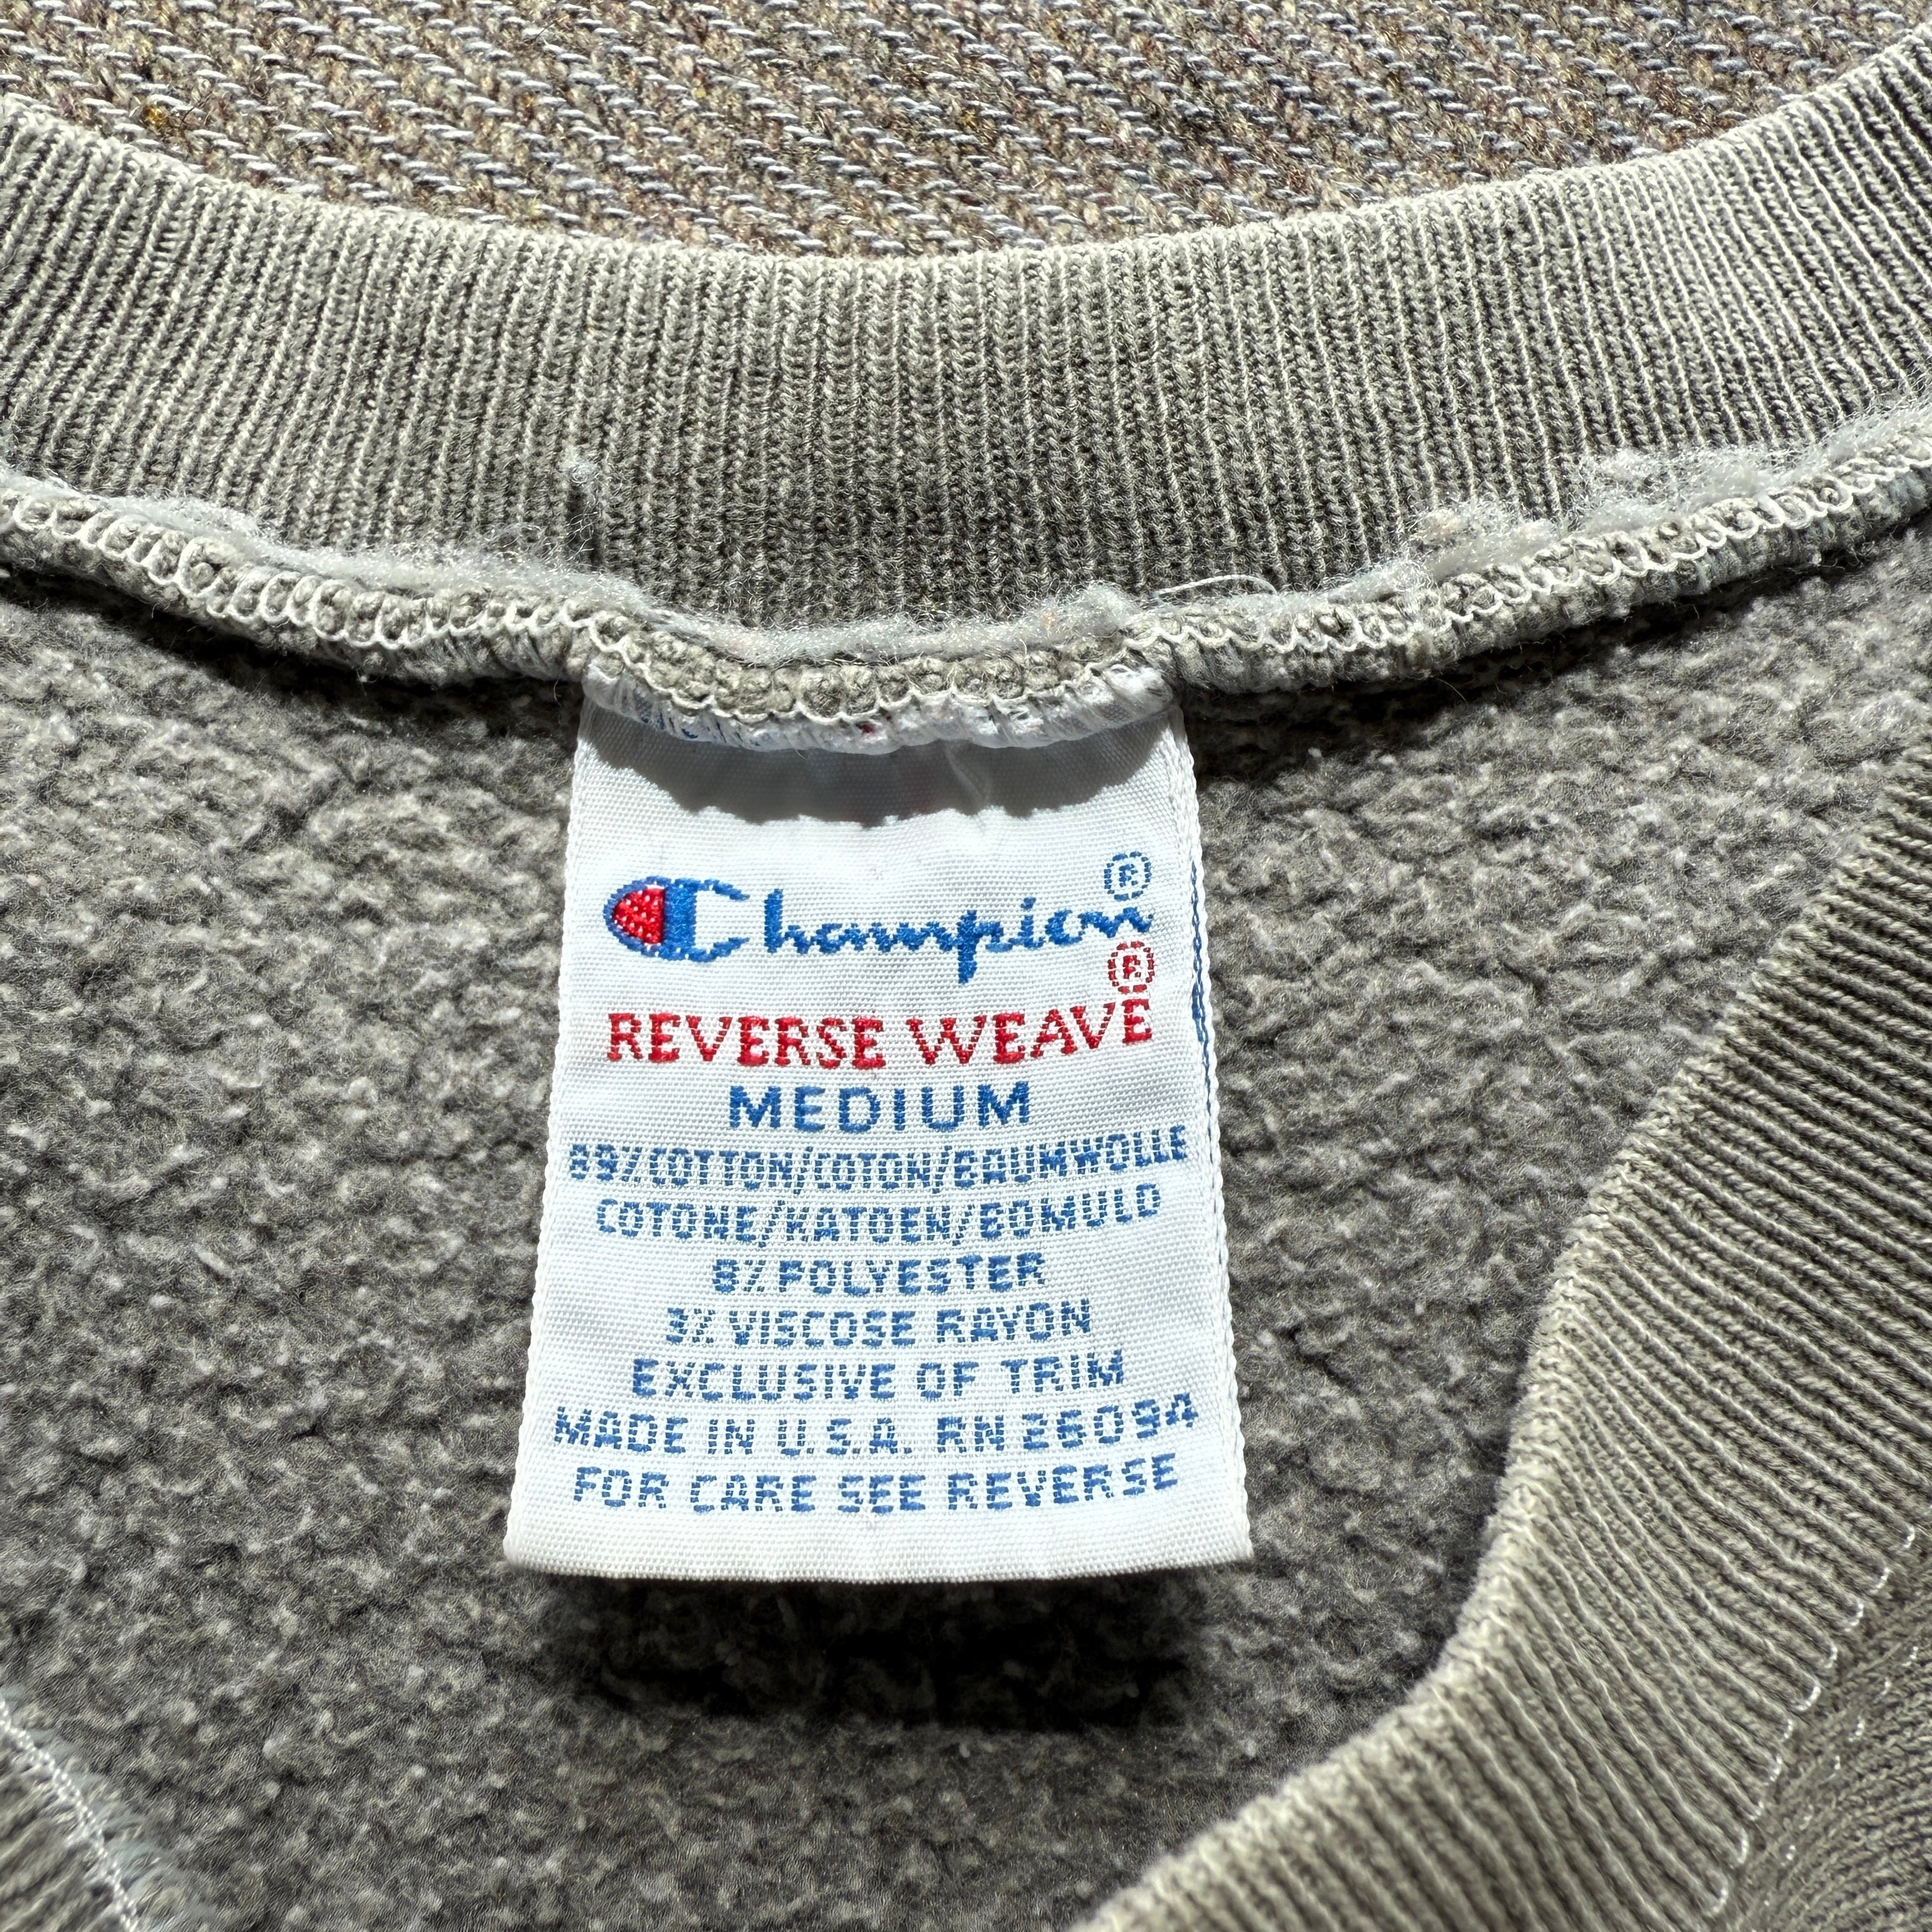 Champion®
REVERSE WEAVE®
MEDIUM
89% COTTON/COTON/BAUMWOLLE
COTONE/KATOEN/BOMULD
8% POLYESTER
3% VISCOSE RAYON
EXCLUSIVE OF TRIM
MADE IN U.S.A. RN 26094
FOR CARE SEE REVERSE